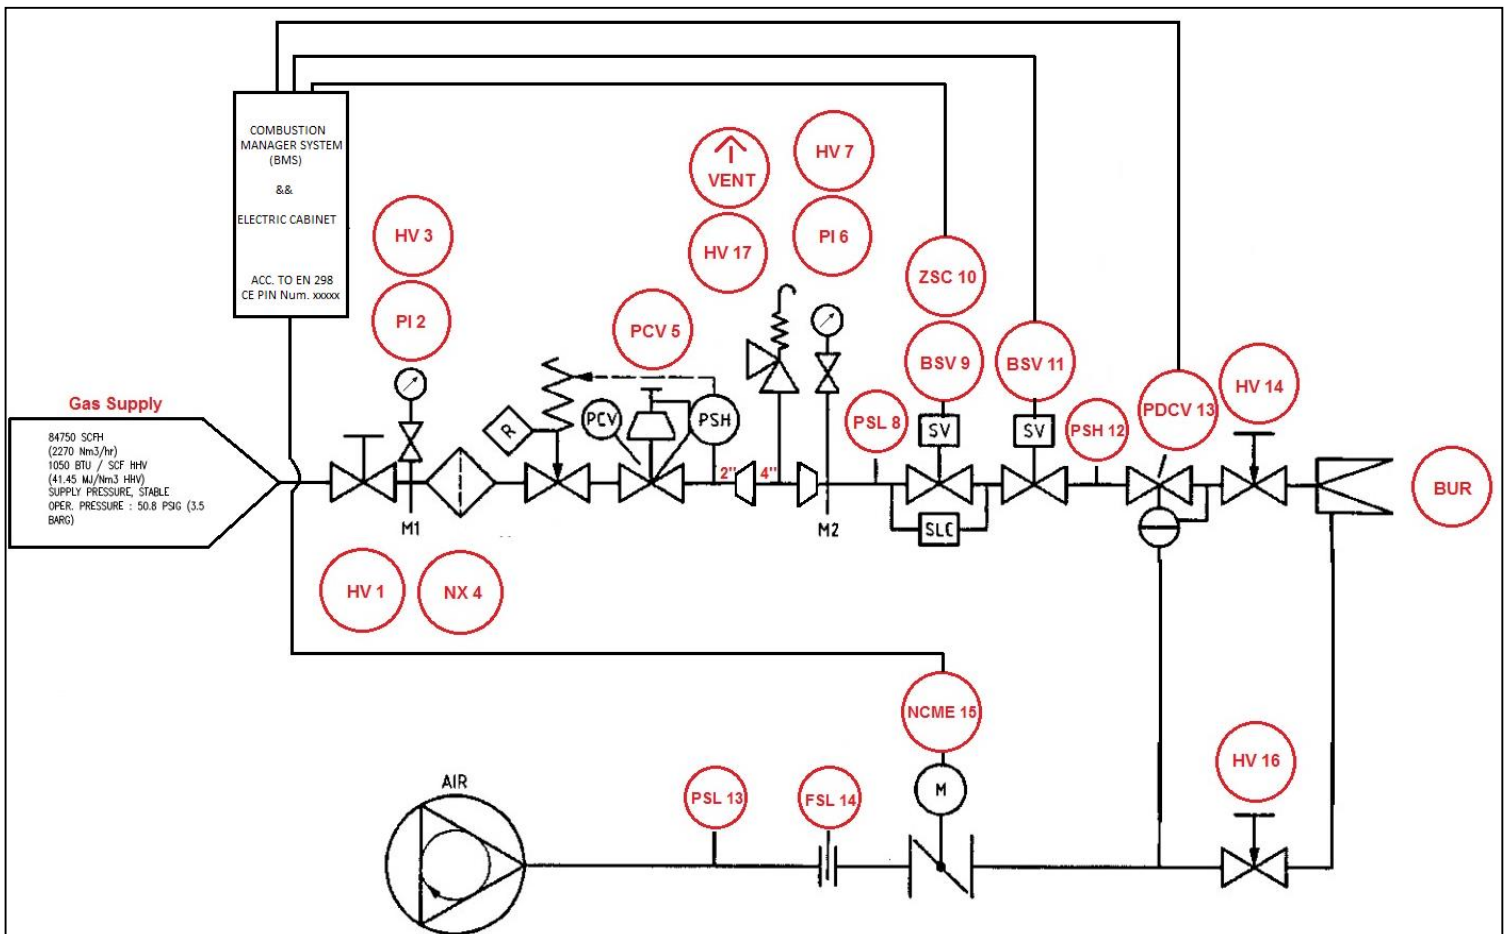 COMBUSTION
MANAGER SYSTEM
(BMS)
&&
ELECTRIC CABINET
ACC. TO EN 298
CE PIN Num. xxxxx
HV 3
PI 2
VENT
HV 17
HV 7
PI 6
PCV 5
ZSC 10
BSV 9
BSV 11
PSL 8
PSH 12
PDCV 13
HV 14
Gas Supply
84750 SCFH
(2270 Nm3/hr)
1050 BTU / SCF HHV
(41.45 MJ/Nm3 HHV)
SUPPLY PRESSURE, STABLE
OPER. PRESSURE : 50.8 PSIG (3.5
BARG)
R
PCV
PSH
SV
SV
2"
4"
M1
M2
SLC
BUR
HV 1
NX 4
NCME 15
AIR
PSL 13
FSL 14
M
HV 16